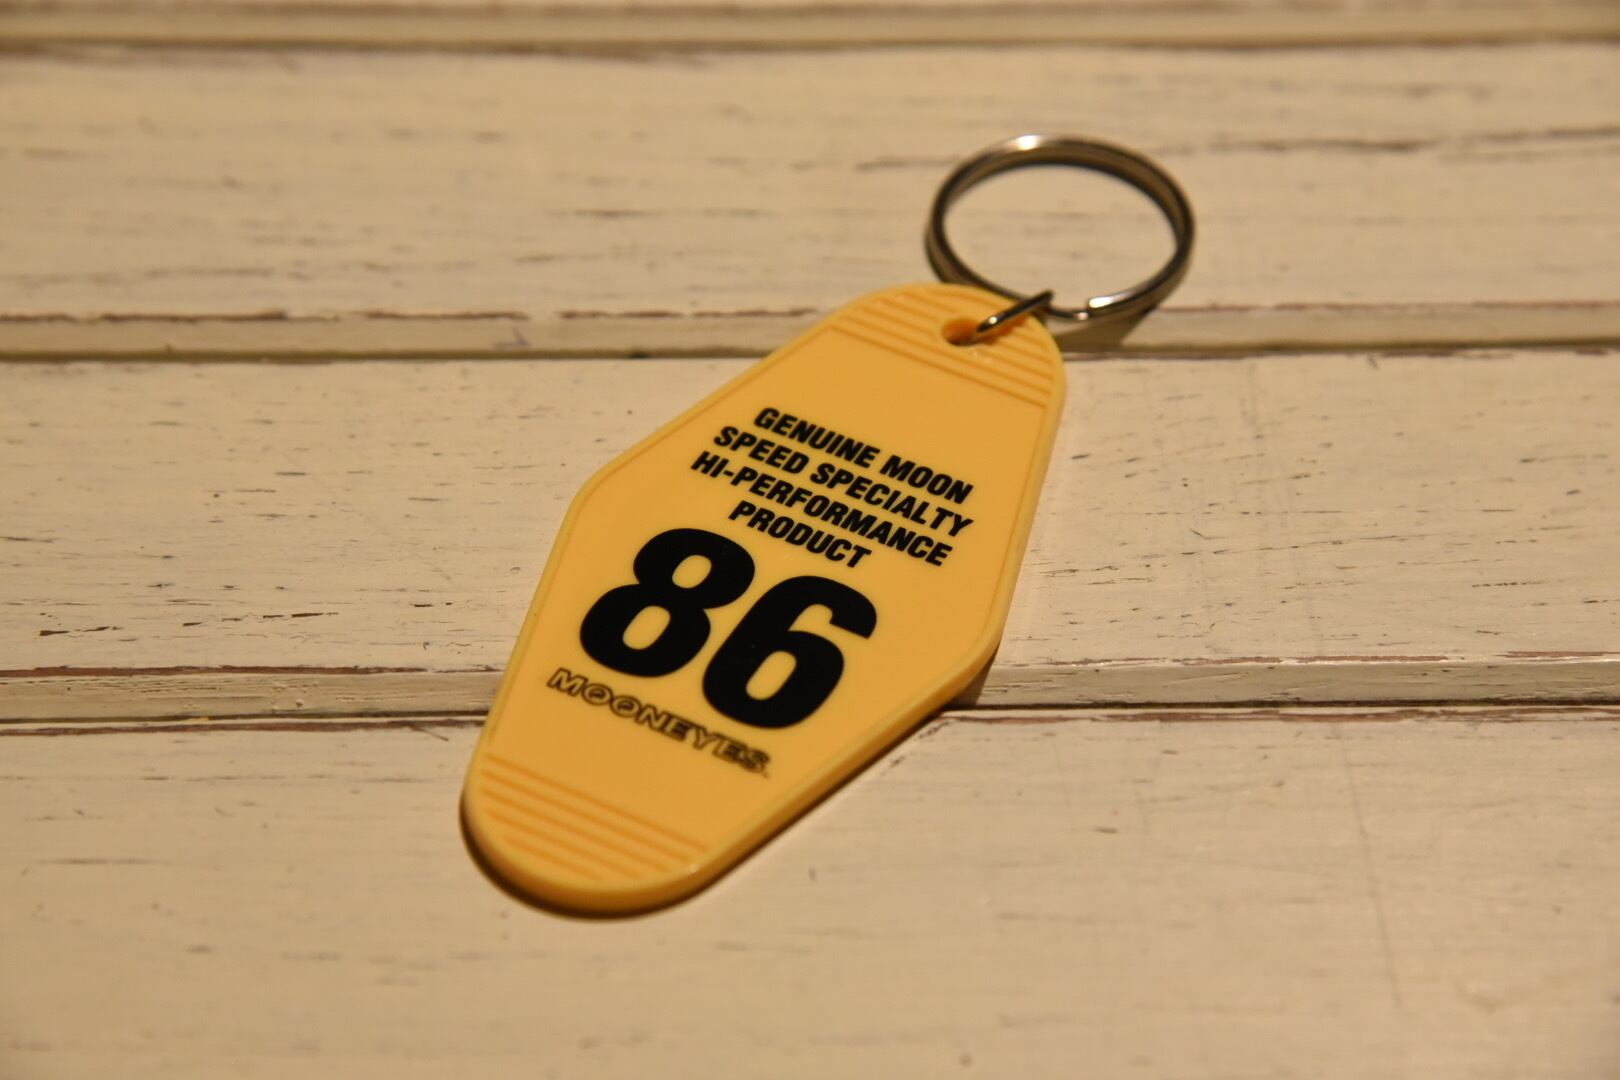 GENUINE MOON
SPEED SPECIALTY
HI-PERFORMANCE
PRODUCT
86
MOONEYES